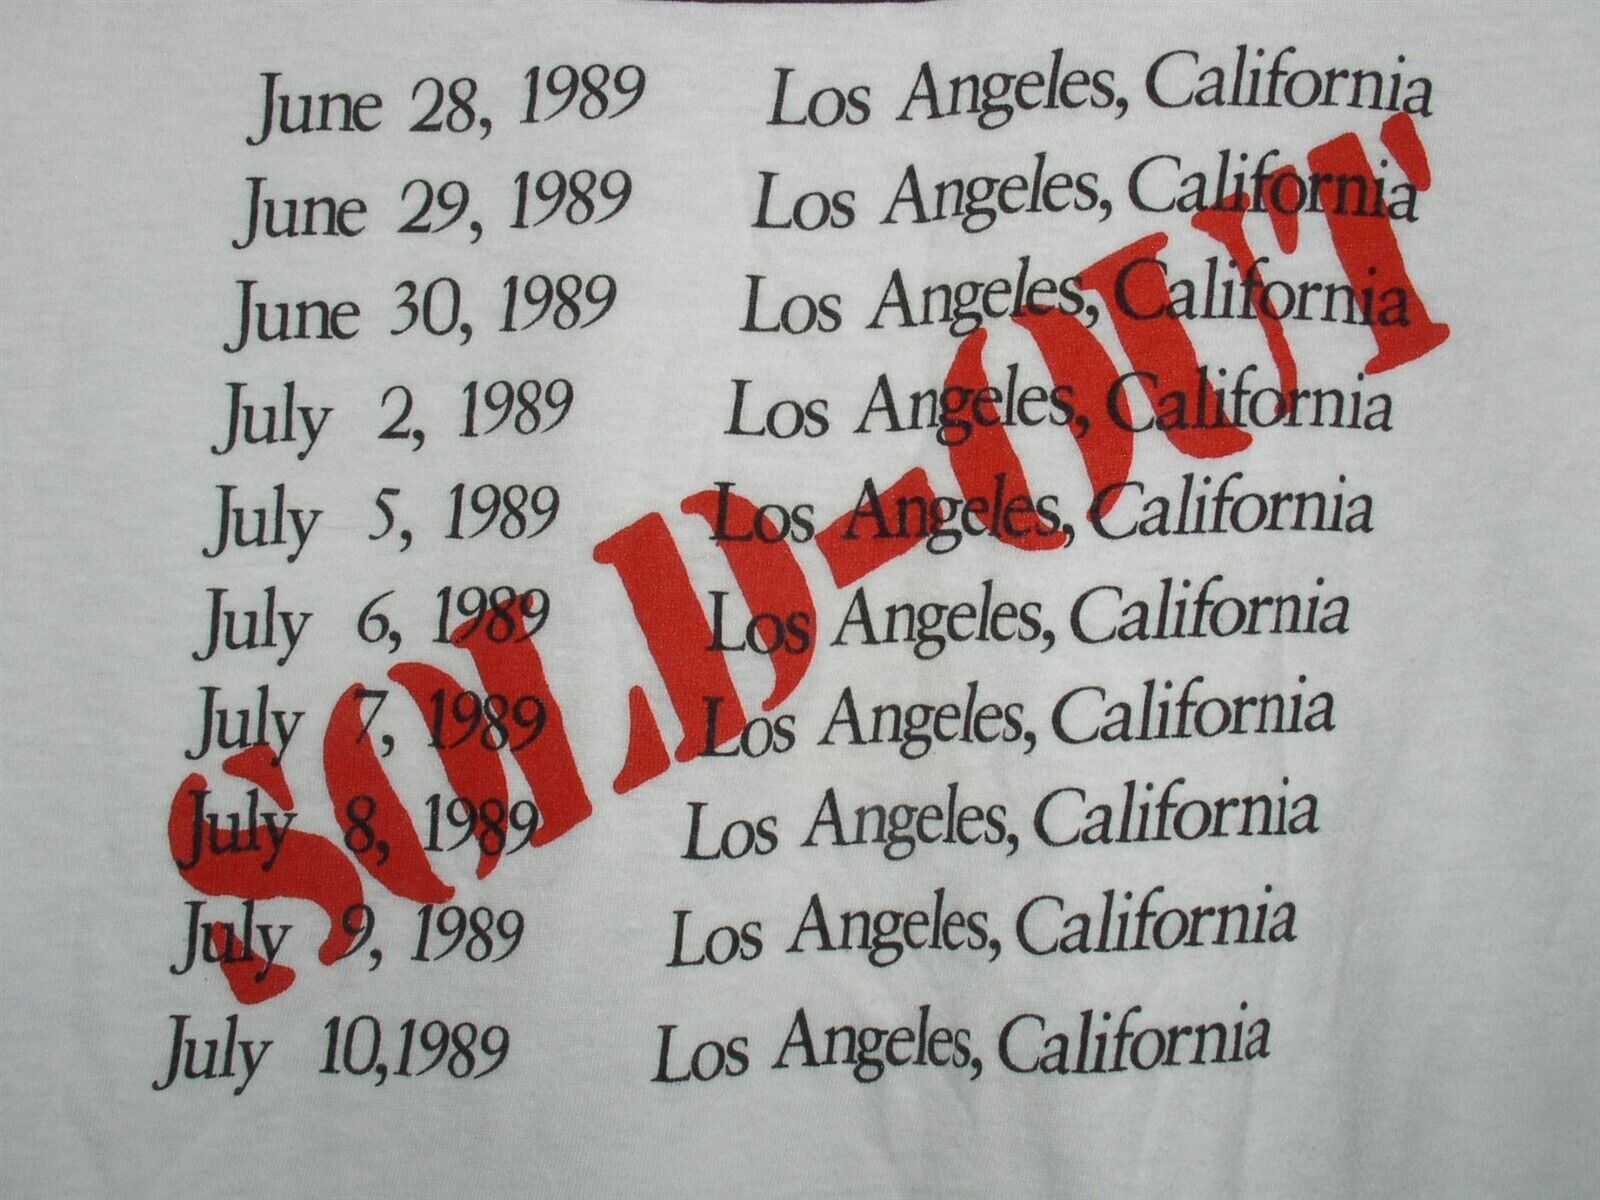 June 28, 1989 Los Angeles, California
June 29, 1989 Los Angeles, California
June 30, 1989 Los Angeles, California
July 2, 1989 Los Angeles, California
July 5, 1989 Los Angeles, California
July 6, 1989 Los Angeles, California
July 7, 1989 Los Angeles, California
July 8, 1989 Los Angeles, California
July 9, 1989 Los Angeles, California
July 10,1989 Los Angeles, California
SOLD-OUT